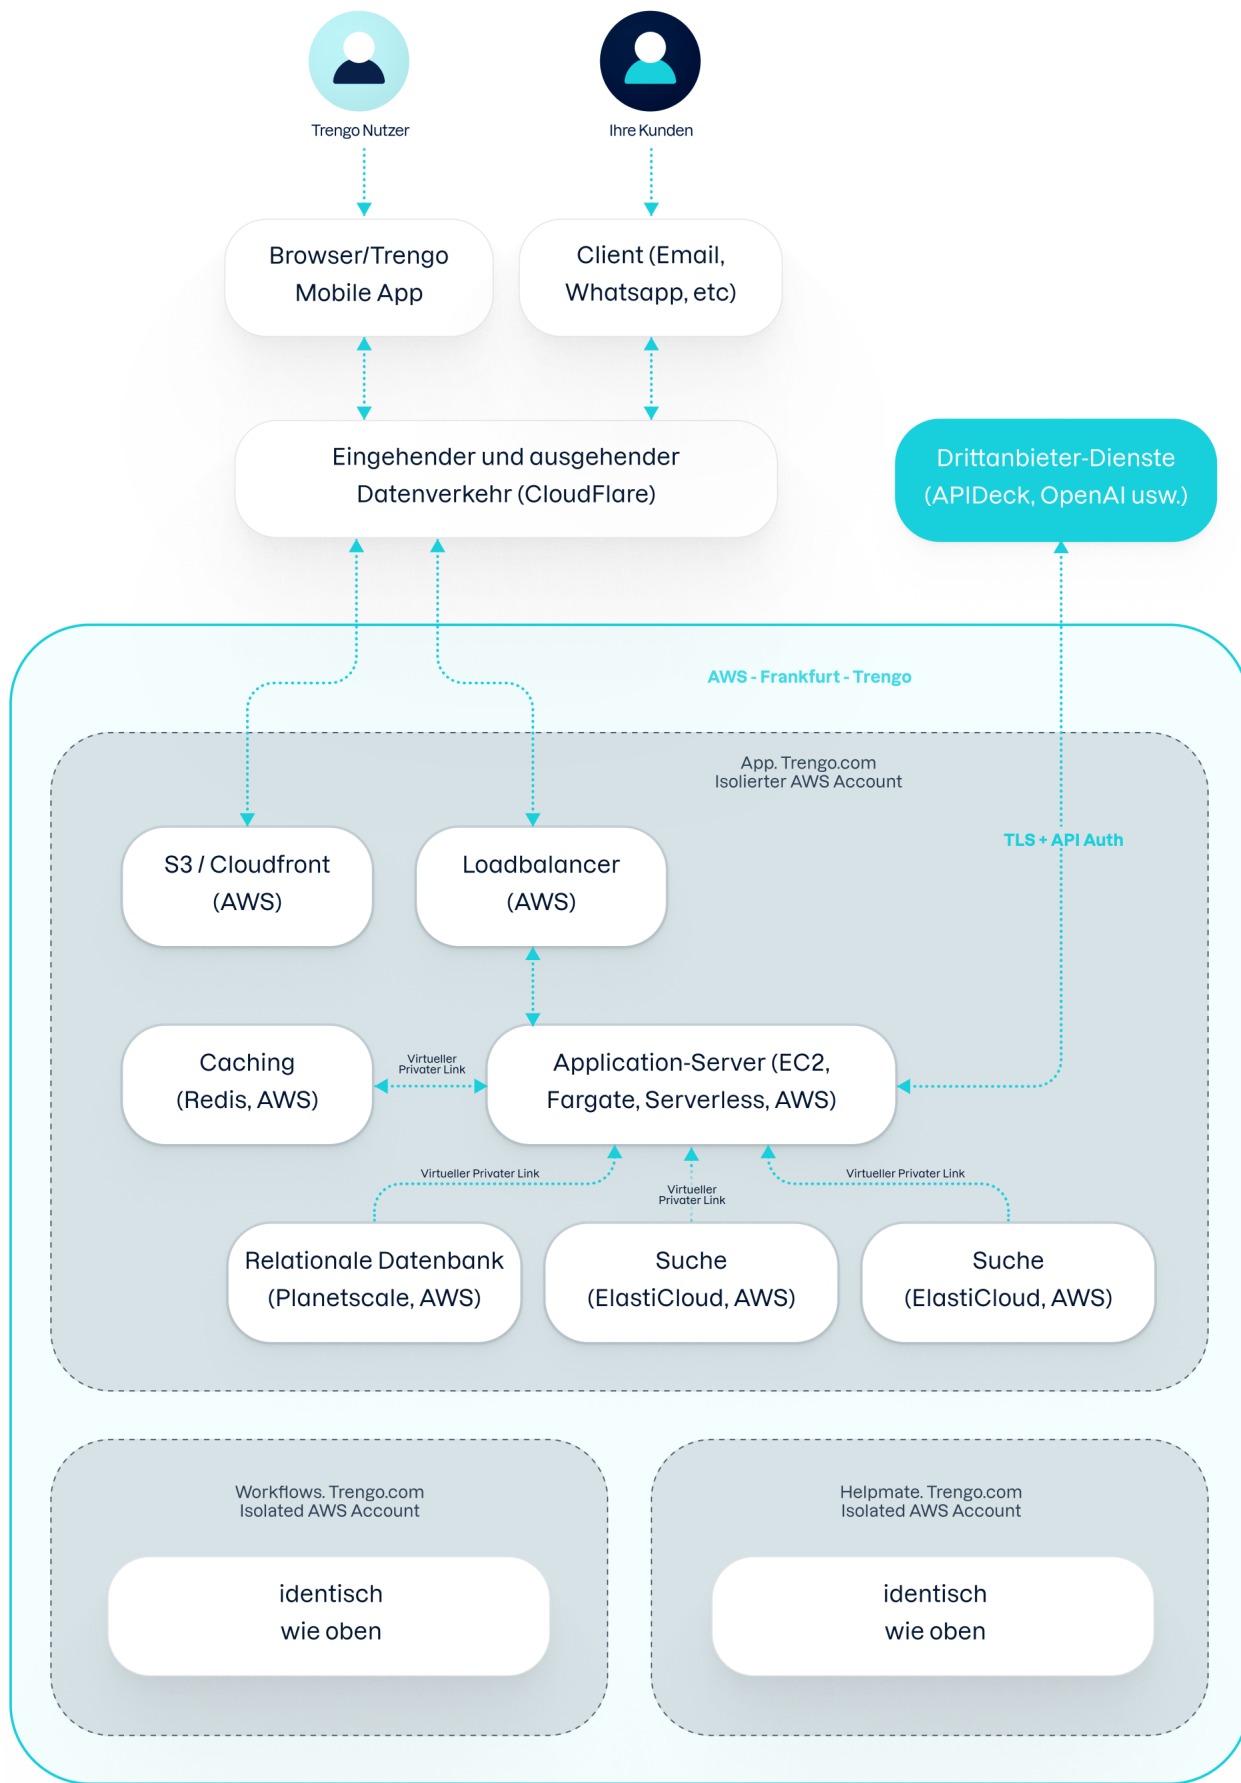 Trengo Nutzer
Ihre Kunden
Browser/Trengo
Mobile App
Client (Email,
Whatsapp, etc)
Eingehender und ausgehender
Datenverkehr (CloudFlare)
Drittanbieter-Dienste
(APIDeck, OpenAI usw.)
AWS - Frankfurt - Trengo
App. Trengo.com
Isolierter AWS Account
TLS + API Auth
S3 / Cloudfront
(AWS)
Loadbalancer
(AWS)
Caching
(Redis, AWS)
Virtueller
Privater Link
Application-Server (EC2,
Fargate, Serverless, AWS)
Virtueller Privater Link
Virtueller
Privater Link
Virtueller Privater Link
Relationale Datenbank
(Planetscale, AWS)
Suche
(ElastiCloud, AWS)
Suche
(ElastiCloud, AWS)
Workflows. Trengo.com
Isolated AWS Account
identisch
wie oben
Helpmate. Trengo.com
Isolated AWS Account
identisch
wie oben